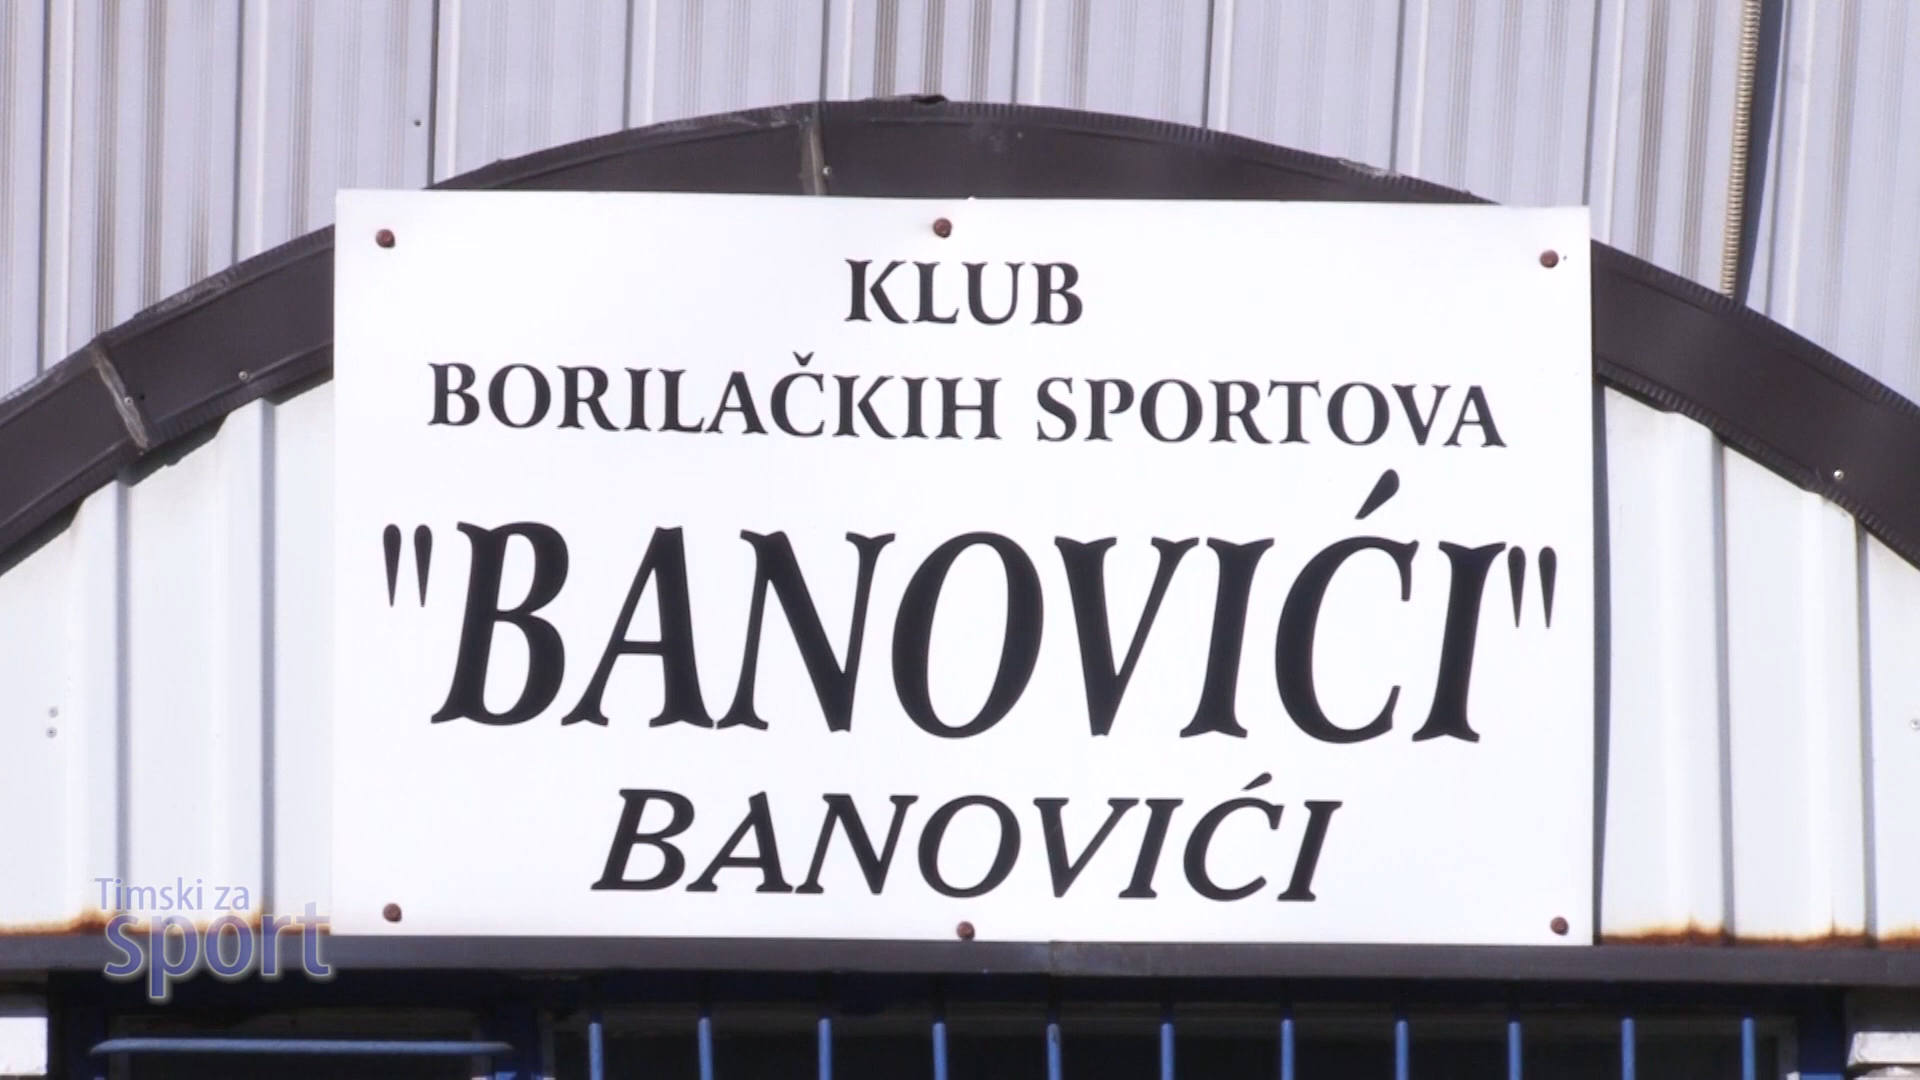 KLUB
BORILAČKIH SPORTOVA
"BANOVIĆI"
BANOVIĆI
Timski za
sport